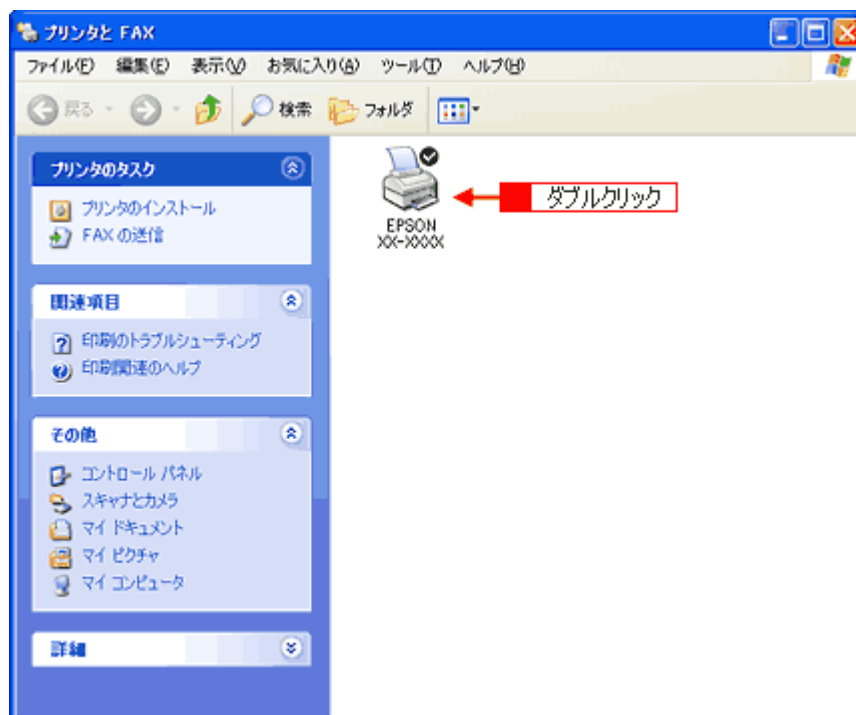 プリンタと FAX
ファイル(F) 編集(E) 表示(V) お気に入り(A) ツール(T) ヘルプ(H)
戻る 検索 フォルダ
プリンタのタスク
プリンタのインストール
FAX の送信
関連項目
印刷のトラブルシューティング
印刷関連のヘルプ
その他
コントロール パネル
スキャナとカメラ
マイ ドキュメント
マイ ピクチャ
マイ コンピュータ
詳細
EPSON
XX-XXXX
ダブルクリック